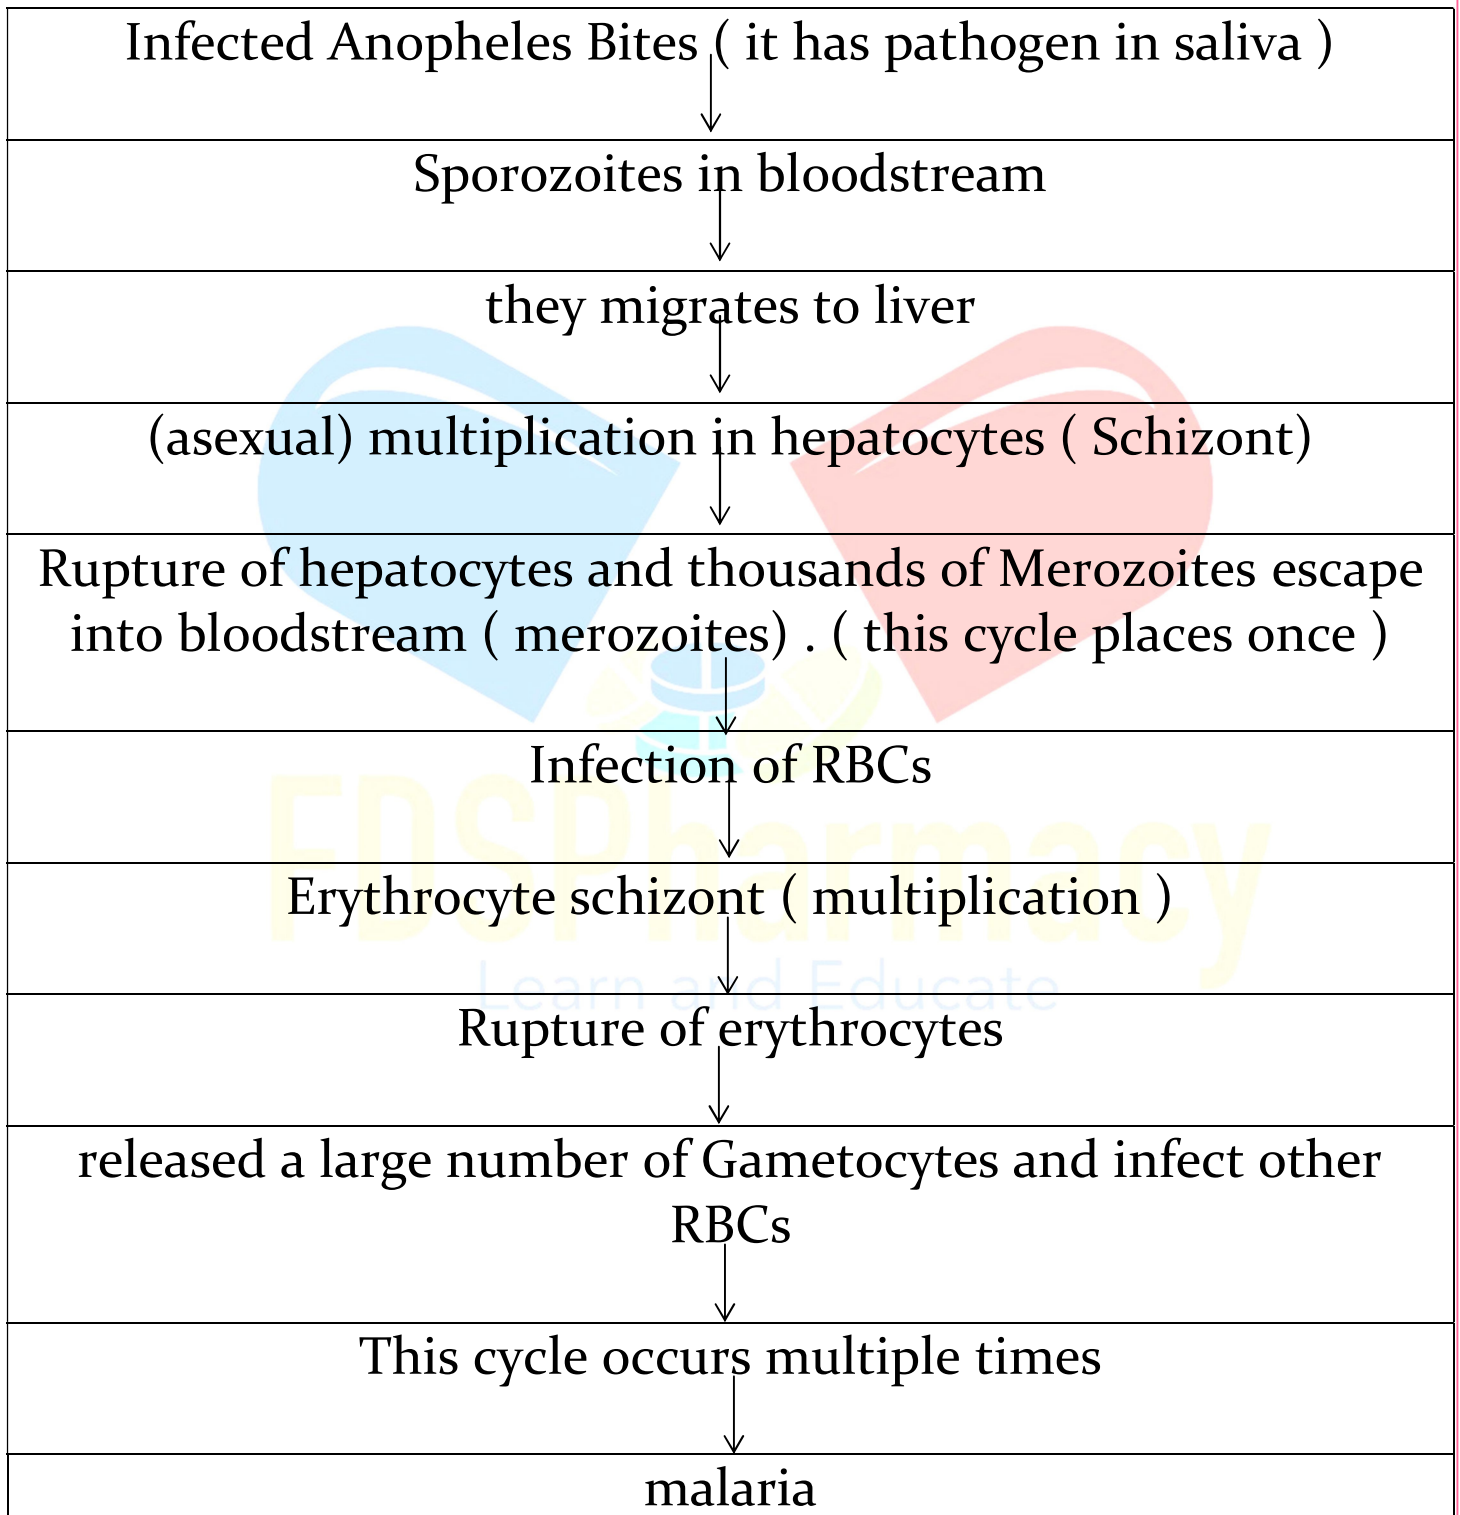 Infected Anopheles Bites ( it has pathogen in saliva )
Sporozoites in bloodstream
they migrates to liver
(asexual) multiplication in hepatocytes ( Schizont)
Rupture of hepatocytes and thousands of Merozoites escape
into bloodstream ( merozoites) . ( this cycle places once )
Infection of RBCs
Erythrocyte schizont ( multiplication )
FDSPharmacy
Learn and Educate
Rupture of erythrocytes
released a large number of Gametocytes and infect other
RBCs
This cycle occurs multiple times
malaria